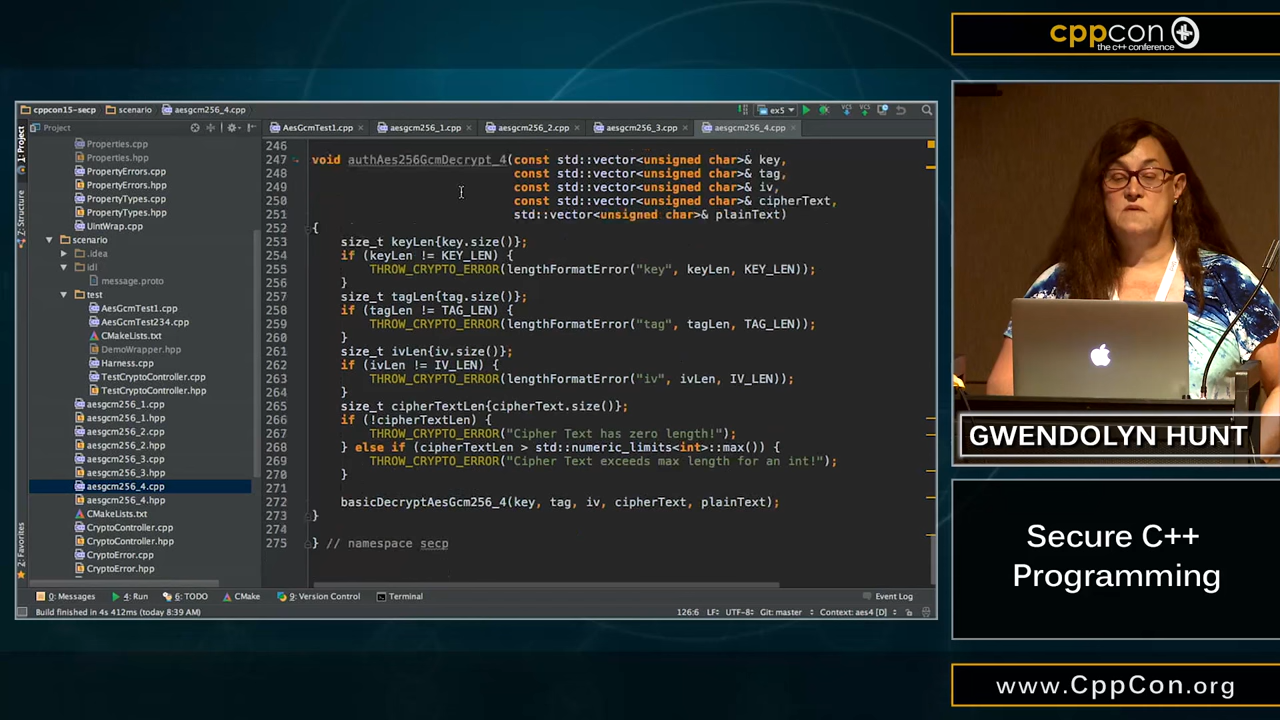 cppcon
the c++ conference
cppcon15-secp
scenario
aesgcm256_4.cpp
ex5
VCS
VCS
1: Project
Z: Structure
2: Favorites
Project
AesGcmTest1.cpp
aesgcm256_1.cpp
aesgcm256_2.cpp
aesgcm256_3.cpp
aesgcm256_4.cpp
Properties.cpp
Properties.hpp
PropertyErrors.cpp
PropertyErrors.hpp
PropertyTypes.cpp
PropertyTypes.hpp
UintWrap.cpp
scenario
.idea
idl
message.proto
test
AesGcmTest1.cpp
AesGcmTest234.cpp
CMakeLists.txt
DemoWrapper.hpp
Harness.cpp
TestCryptoController.cpp
TestCryptoController.hpp
aesgcm256_1.cpp
aesgcm256_1.hpp
aesgcm256_2.cpp
aesgcm256_2.hpp
aesgcm256_3.cpp
aesgcm256_3.hpp
aesgcm256_4.cpp
aesgcm256_4.hpp
CMakeLists.txt
CryptoController.cpp
CryptoController.hpp
CryptoError.cpp
CryptoError.hpp
246
247 void authAes256GcmDecrypt_4(const std::vector<unsigned char>& key,
248 const std::vector<unsigned char>& tag,
249 const std::vector<unsigned char>& iv,
250 const std::vector<unsigned char>& cipherText,
251 std::vector<unsigned char>& plainText)
252 {
253 size_t keyLen{key.size()};
254 if (keyLen != KEY_LEN) {
255 THROW_CRYPTO_ERROR(lengthFormatError("key", keyLen, KEY_LEN));
256 }
257 size_t tagLen{tag.size()};
258 if (tagLen != TAG_LEN) {
259 THROW_CRYPTO_ERROR(lengthFormatError("tag", tagLen, TAG_LEN));
260 }
261 size_t ivLen{iv.size()};
262 if (ivLen != IV_LEN) {
263 THROW_CRYPTO_ERROR(lengthFormatError("iv", ivLen, IV_LEN));
264 }
265 size_t cipherTextLen{cipherText.size()};
266 if (!cipherTextLen) {
267 THROW_CRYPTO_ERROR("Cipher Text has zero length!");
268 } else if (cipherTextLen > std::numeric_limits<int>::max()) {
269 THROW_CRYPTO_ERROR("Cipher Text exceeds max length for an int!");
270 }
271
272 basicDecryptAesGcm256_4(key, tag, iv, cipherText, plainText);
273 }
274
275 } // namespace secp
0: Messages
4: Run
6: TODO
CMake
9: Version Control
Terminal
Event Log
Build finished in 4s 412ms (today 8:39 AM)
126:6 LF÷ UTF-8÷ Git: master ÷ Context: aes4 [D]
GWENDOLYN HUNT
Secure C++
Programming
www.CppCon.org